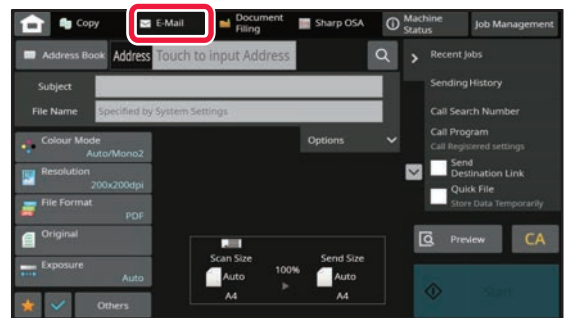 Copy
E-Mail
Document
Filing
Sharp OSA
Machine
Status
Job Management
Address Book
Address
Touch to input Address
Recent Jobs
Subject
Sending History
File Name
Specified by System Settings
Call Search Number
Colour Mode
Auto/Mono2
Options
Call Program
Call Registered settings
Resolution
200x200dpi
Send
Destination Link
File Format
PDF
Quick File
Store Data Temporarily
Original
Preview
CA
Scan Size
Send Size
Exposure
Auto
Auto
100%
Auto
A4
A4
Start
Others